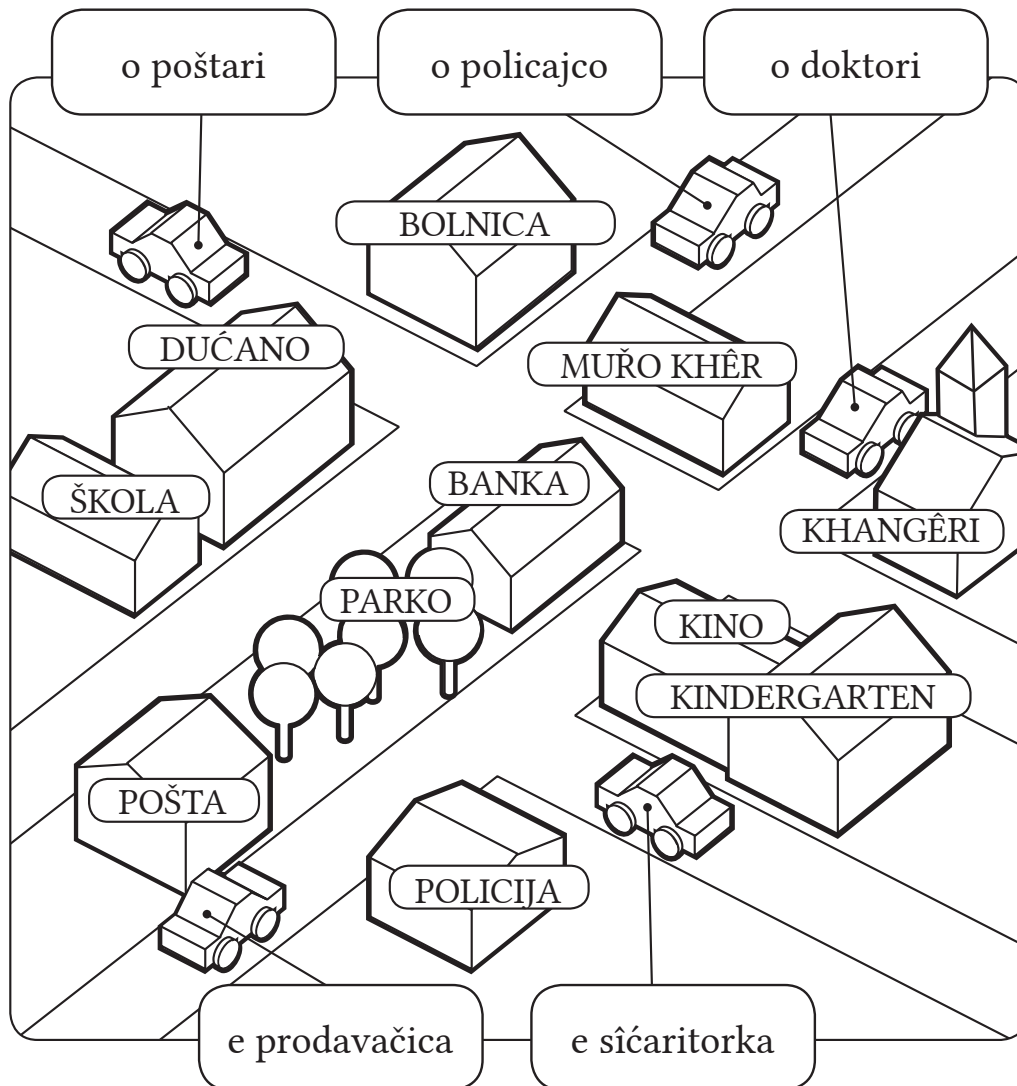 o poštari
o policajco
o doktori
BOLNICA
DUĆANO
MUŘO KHÊR
BANKA
ŠKOLA
KHANGÊRI
PARKO
KINO
KINDERGARTEN
POŠTA
POLICIJA
e prodavačica
e sîćaritorka